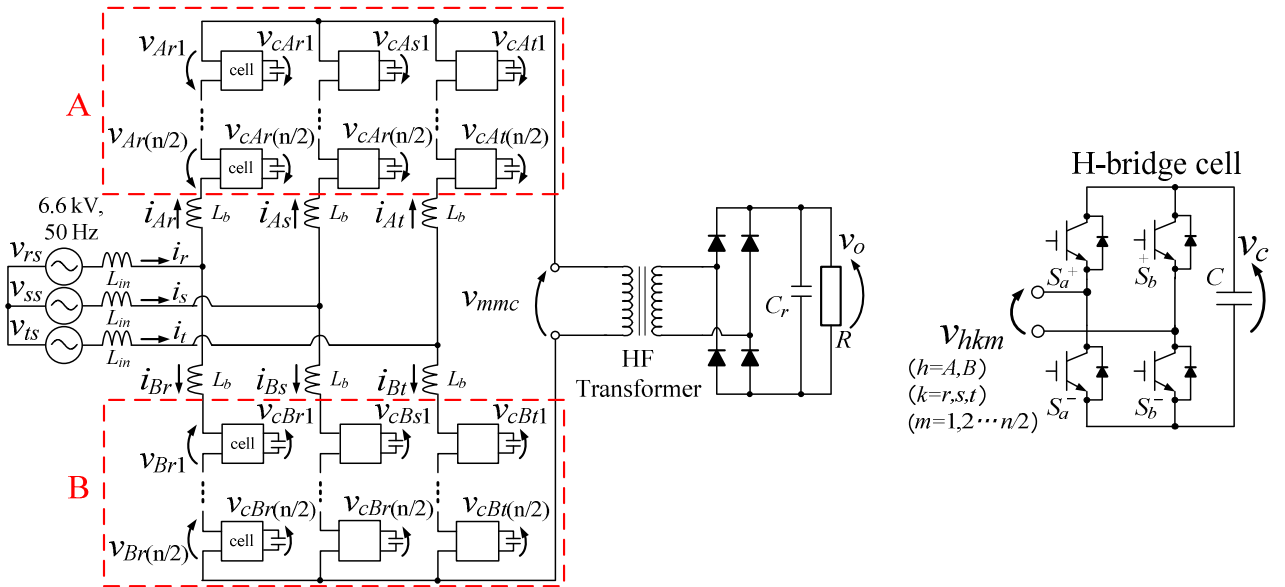 v_Ar1
v_cAr1
v_cAs1
v_cAt1
cell
A
v_Ar(n/2)
v_cAr(n/2)
v_cAr(n/2)
v_cAt(n/2)
cell
H-bridge cell
6.6 kV,
50 Hz
i_Ar
L_b
i_As
L_b
i_At
L_b
v_rs
L_in
i_r
v_ss
L_in
i_s
v_ts
L_in
i_t
v_mmc
HF
Transformer
C_r
R
v_o
S_a^+
S_b^+
C
v_c
v_hkm
(h=A,B)
(k=r,s,t)
(m=1,2⋯n/2)
S_a^-
S_b^-
i_Br
L_b
i_Bs
L_b
i_Bt
L_b
v_Br1
v_cBr1
v_cBs1
v_cBt1
cell
B
v_Br(n/2)
v_cBr(n/2)
v_cBr(n/2)
v_cBt(n/2)
cell